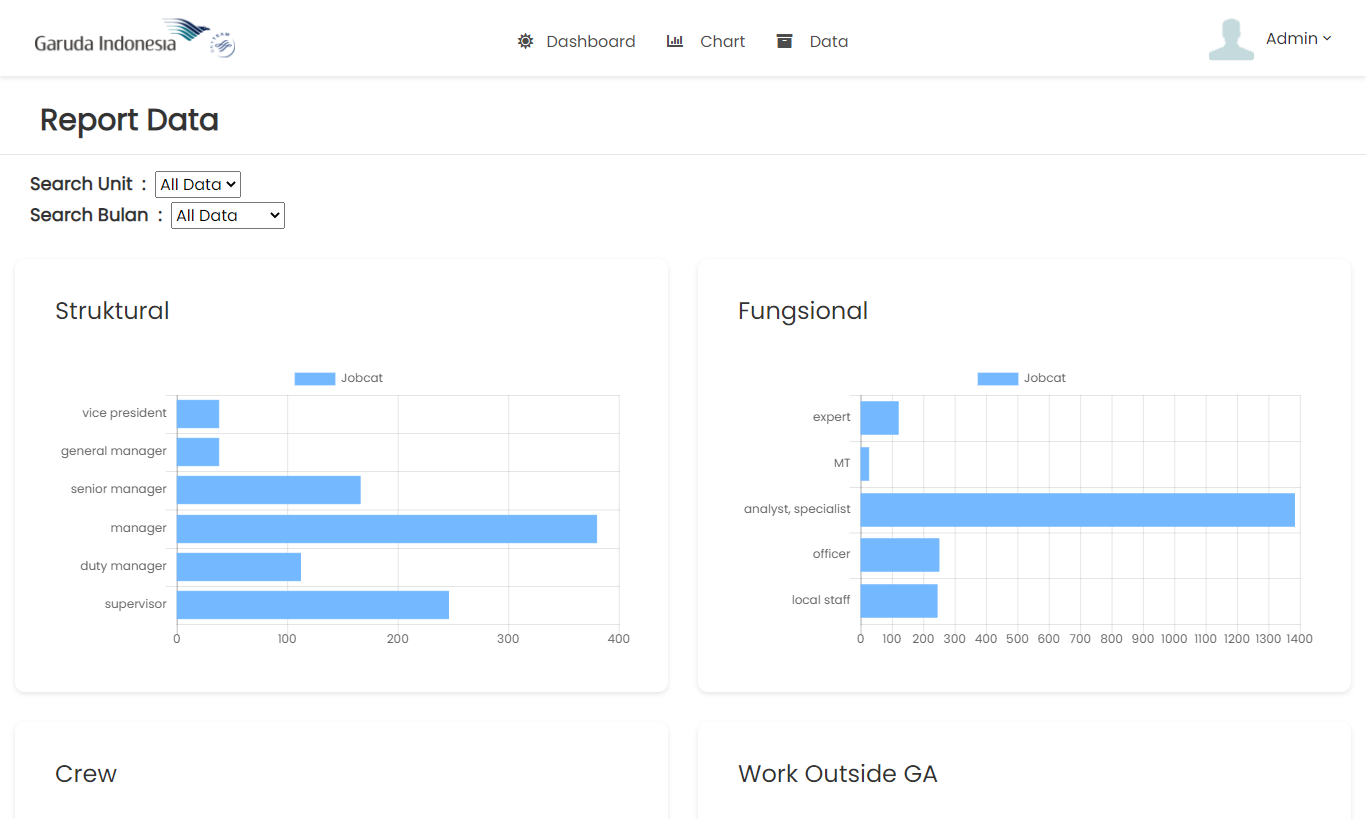 Garuda Indonesia
Dashboard Chart Data
Admin
Report Data
Search Unit : All Data
Search Bulan : All Data
Struktural
Jobcat
vice president
general manager
senior manager
manager
duty manager
supervisor
0 100 200 300 400
Fungsional
Jobcat
expert
MT
analyst, specialist
officer
local staff
0 100 200 300 400 500 600 700 800 900 1000 1100 1200 1300 1400
Crew
Work Outside GA